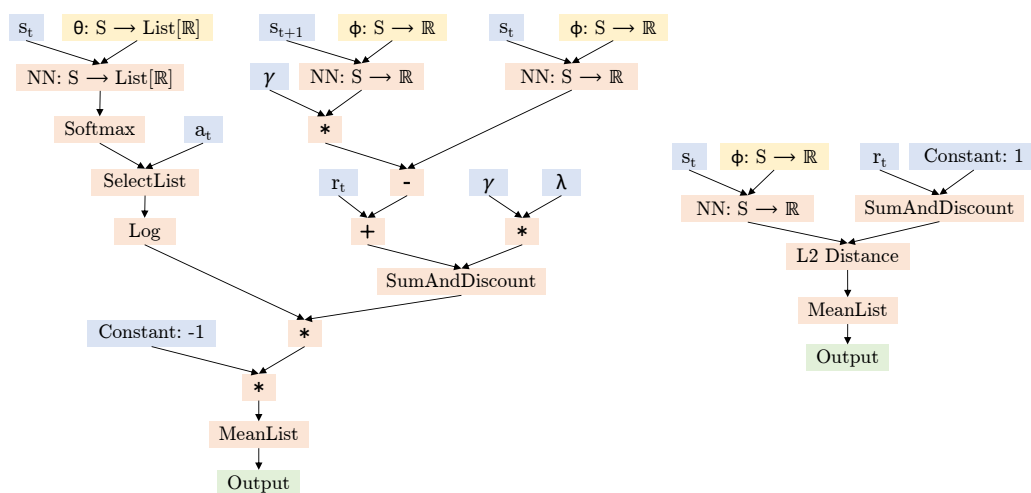 s_t
θ: S → List[ℝ]
s_{t+1}
ϕ: S → ℝ
s_t
ϕ: S → ℝ
NN: S → List[ℝ]
γ
NN: S → ℝ
NN: S → ℝ
Softmax
a_t
*
s_t
ϕ: S → ℝ
r_t
Constant: 1
SelectList
r_t
-
γ
λ
NN: S → ℝ
SumAndDiscount
Log
+
*
L2 Distance
SumAndDiscount
MeanList
Constant: -1
*
Output
*
MeanList
Output